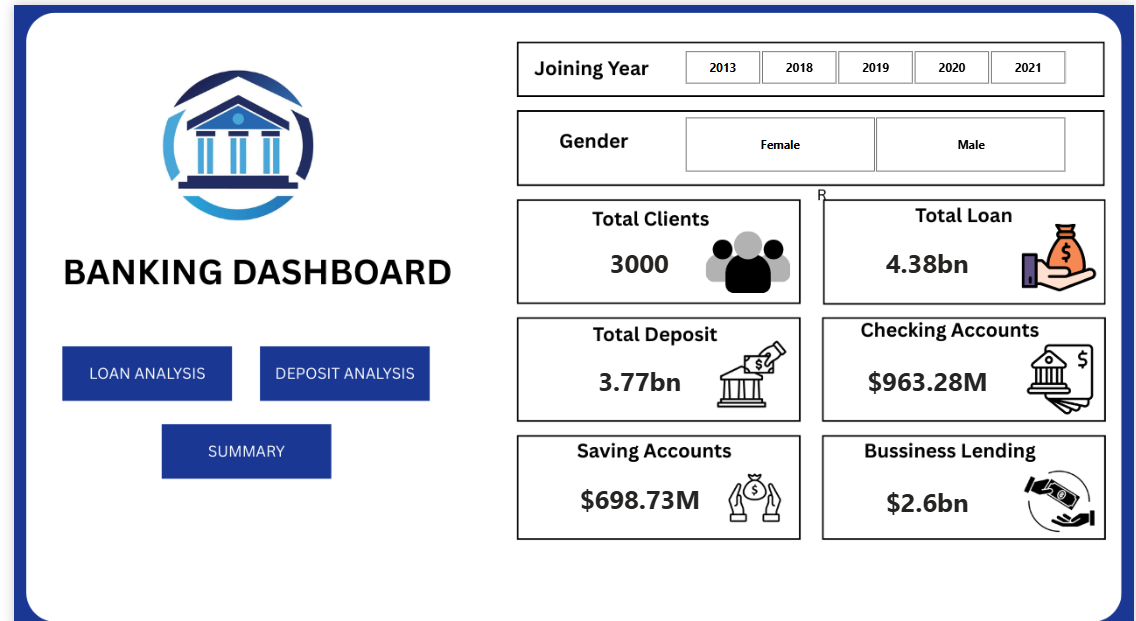 Joining Year
2013
2018
2019
2020
2021
Gender
Female
Male
R
BANKING DASHBOARD
LOAN ANALYSIS
DEPOSIT ANALYSIS
SUMMARY
Total Clients
3000
Total Loan
4.38bn
$
Total Deposit
3.77bn
$
Checking Accounts
$963.28M
$
Saving Accounts
$698.73M
$
Bussiness Lending
$2.6bn